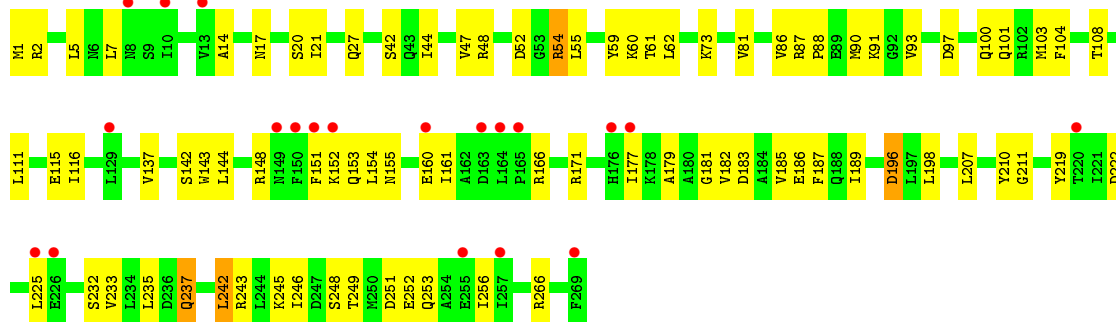 M1 R2 L5 N6 L7 N8 S9 I10 V13 A14 N17 S20 I21 Q27 S42 Q43 I44 V47 R48 D52 G53 R54 L55 Y59 K60 T61 L62 K73 V81 V86 R87 P88 E89 M90 K91 G92 V93 D97 Q100 Q101 R102 M103 F104 T108
L111 E115 I116 L129 V137 S142 W143 L144 R148 N149 F150 F151 K152 Q153 L154 N155 E160 I161 A162 D163 L164 P165 R166 R171 H176 I177 K178 A179 A180 G181 V182 D183 A184 V185 E186 F187 Q188 I189 D196 L197 L198 L207 Y210 G211 Y219 T220 I221 D222
L225 E226 S232 V233 L234 L235 D236 Q237 L242 R243 L244 K245 I246 D247 S248 T249 M250 D251 E252 Q253 A254 E255 I256 I257 R266 F269